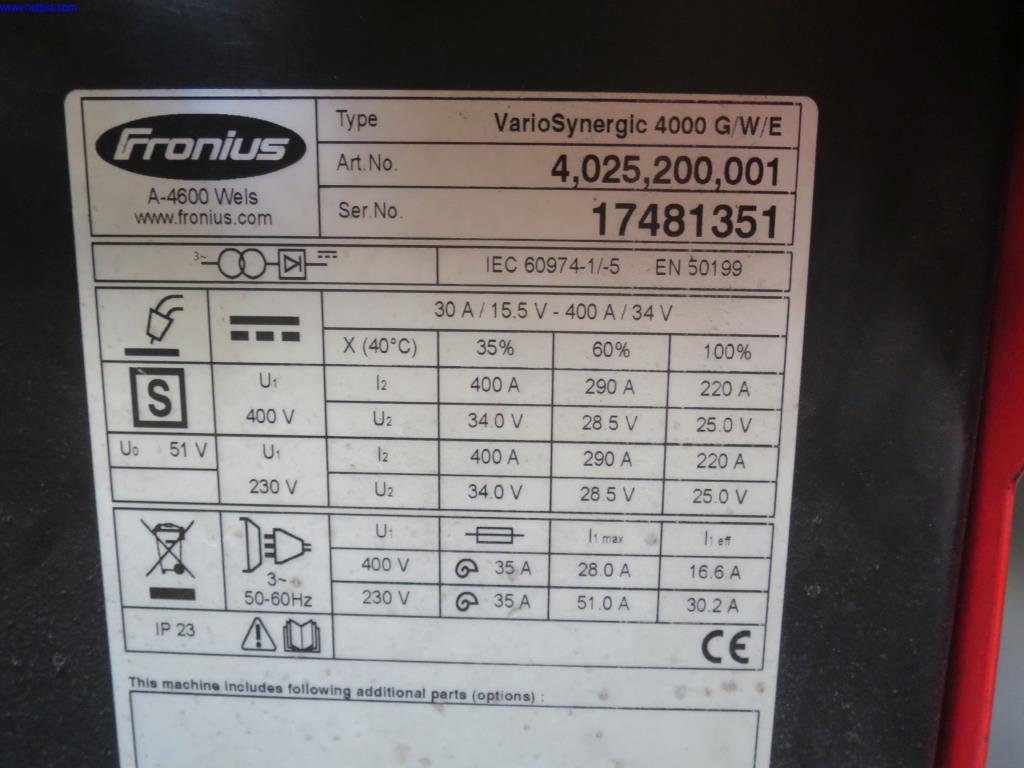 www.netbid.com
Fronius
A-4600 Wels
www.fronius.com
Type VarioSynergic 4000 G/W/E
Art.No. 4,025,200,001
Ser.No. 17481351
3~ IEC 60974-1/-5 EN 50199
30 A / 15.5 V - 400 A / 34 V
X (40°C) 35% 60% 100%
S
U1 400 V
I2 400 A 290 A 220 A
U2 34.0 V 28.5 V 25.0 V
U0 51 V
U1 230 V
I2 400 A 290 A 220 A
U2 34.0 V 28.5 V 25.0 V
3~
50-60Hz
U1 I1 max I1 eff
400 V 35 A 28.0 A 16.6 A
230 V 35 A 51.0 A 30.2 A
IP 23 CE
This machine includes following additional parts (options) :